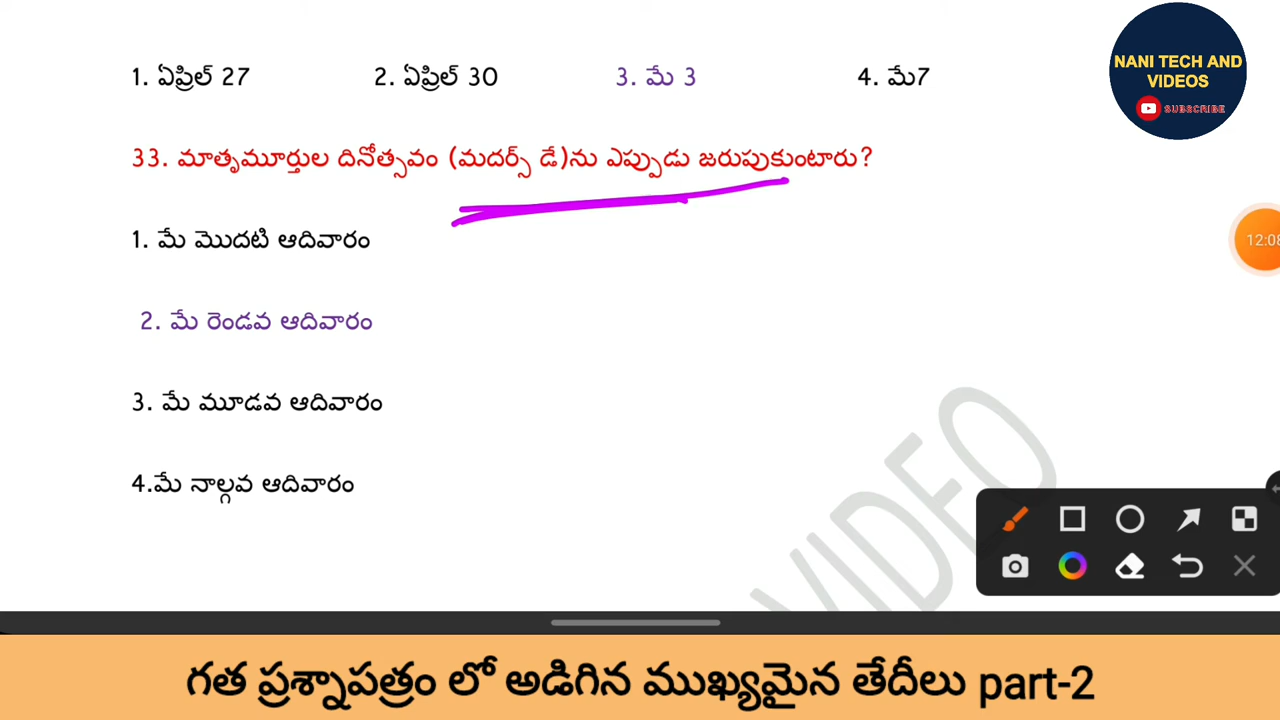 NANI TECH AND
VIDEOS
SUBSCRIBE
1. ఏప్రిల్ 27 2. ఏప్రిల్ 30 3. మే 3 4. మే7
33. మాతృమూర్తుల దినోత్సవం (మదర్స్ డే)ను ఎప్పుడు జరుపుకుంటారు?
1. మే మొదటి ఆదివారం
12:08
2. మే రెండవ ఆదివారం
3. మే మూడవ ఆదివారం
4.మే నాల్గవ ఆదివారం
VIDEO
గత ప్రశ్నాపత్రం లో అడిగిన ముఖ్యమైన తేదీలు part-2